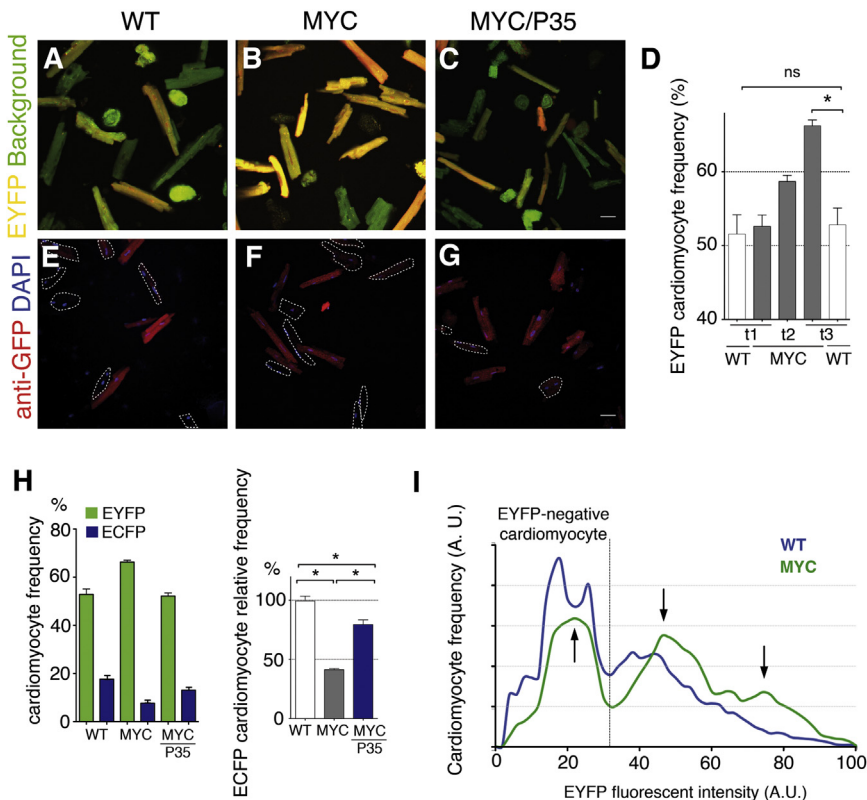 WT MYC MYC/P35
EYFP Background
A B C
D
EYFP cardiomyocyte frequency (%)
ns
*
60
50
40
t1 t2 t3
WT MYC WT
anti-GFP DAPI
E F G
H
%
EYFP
ECFP
cardiomyocyte frequency
80
60
40
20
0
WT MYC MYC
P35
ECFP cardiomyocyte relative frequency
%
*
* *
100
50
0
WT MYC MYC
P35
I
Cardiomyocyte frequency (A. U.)
EYFP-negative
cardiomyocyte
WT
MYC
0 20 40 60 80 100
EYFP fluorescent intensity (A.U.)